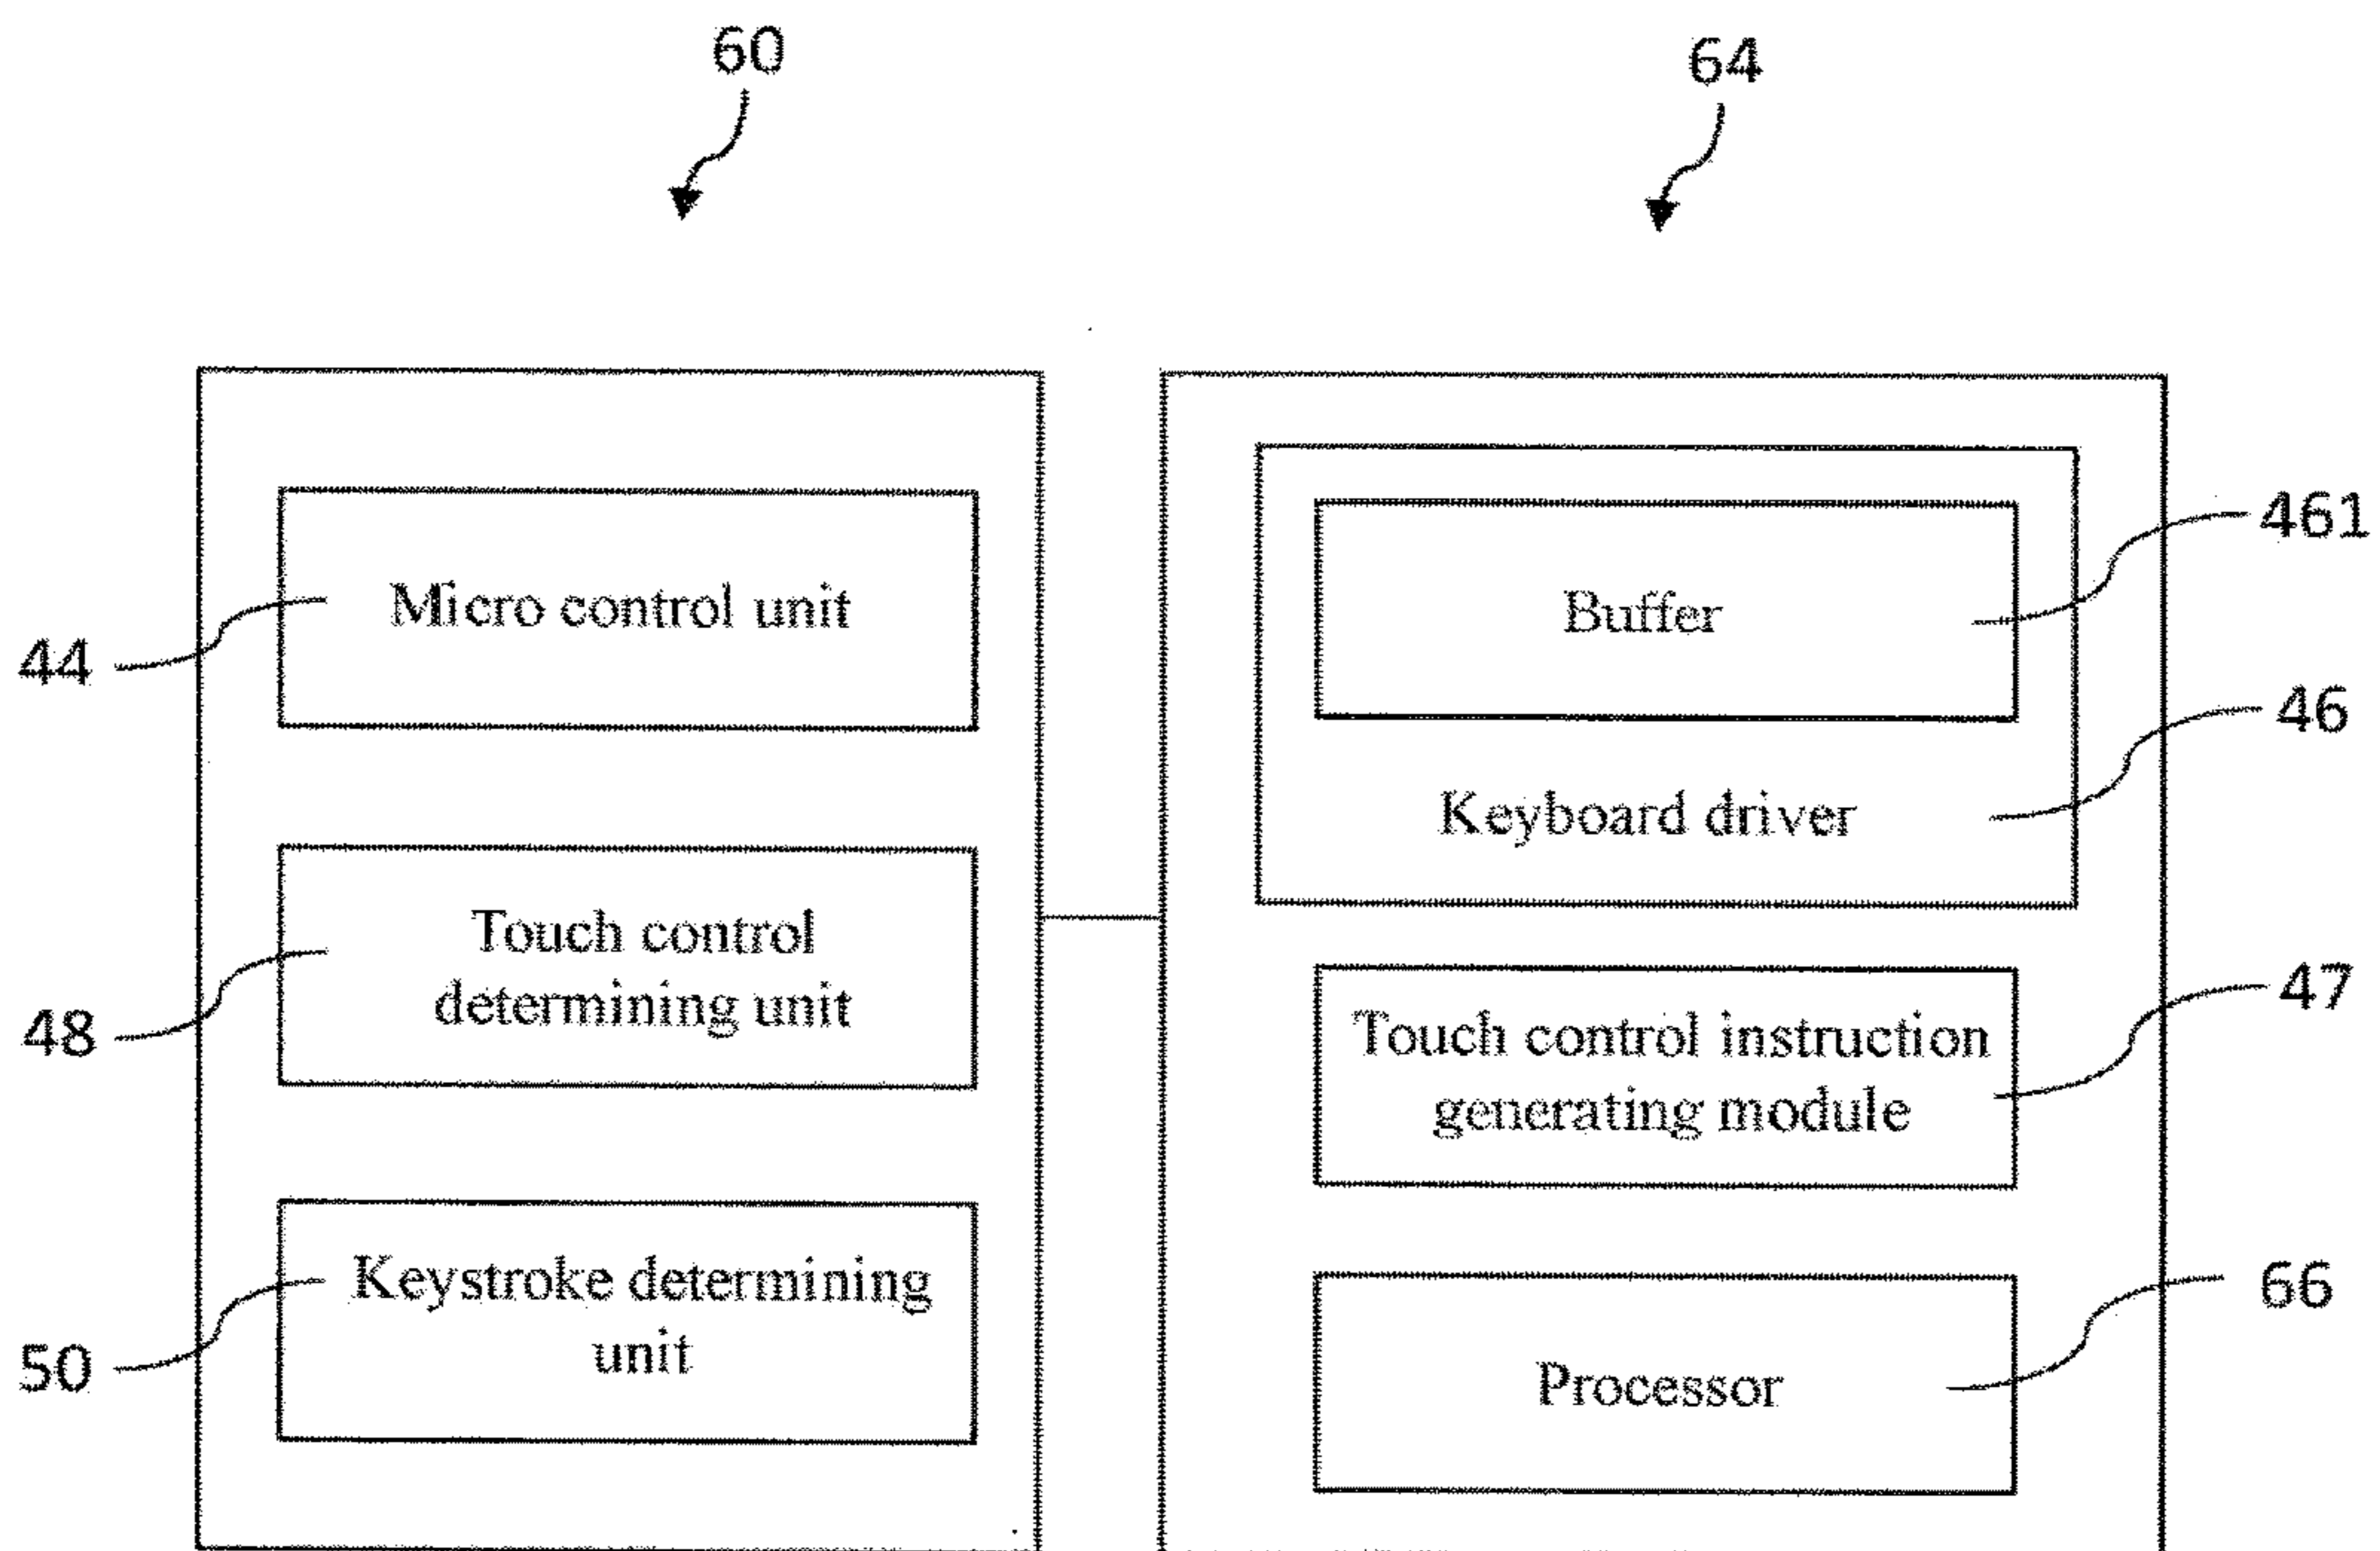 60
64
44
Micro control unit
48
Touch control
determining unit
50
Keystroke determining
unit
Buffer
461
Keyboard driver
46
Touch control instruction
generating module
47
Processor
66